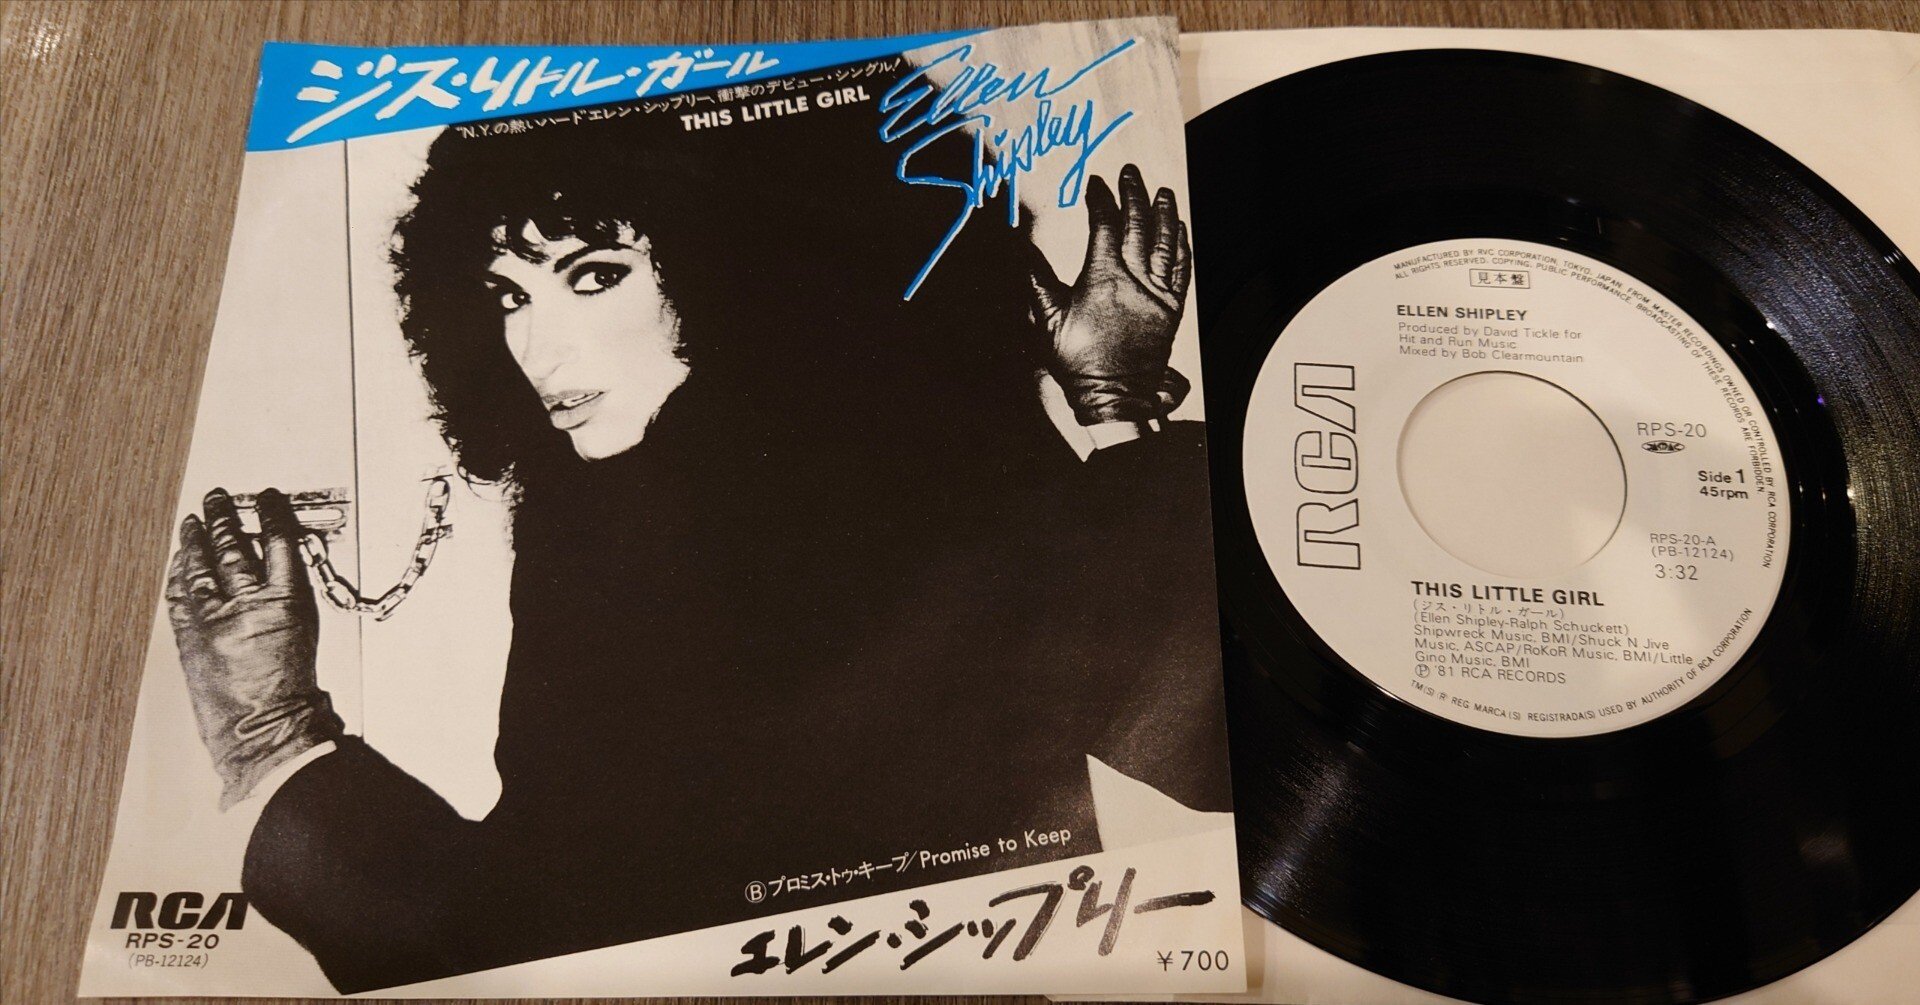 ジス・リトル・ガール
"N.Y.の熱いハード"エレン・シップリー、衝撃のデビュー・シングル!
THIS LITTLE GIRL
Ellen
Shipley
Ⓑプロミス・トゥ・キープ/Promise to Keep
エレン・シップリー
¥700
RCA
RPS-20
(PB-12124)
MANUFACTURED BY RVC CORPORATION, TOKYO, JAPAN. FROM MASTER RECORDINGS OWNED OR CONTROLLED BY RCA CORPORATION
ALL RIGHTS RESERVED. COPYING, PUBLIC PERFORMANCE, BROADCASTING OF THESE RECORDS ARE FORBIDDEN.
見本盤
ELLEN SHIPLEY
Produced by David Tickle for
Hit and Run Music
Mixed by Bob Clearmountain
RCA
RPS-20
JASRAC
Side 1
45rpm
RPS-20-A
(PB-12124)
3:32
THIS LITTLE GIRL
(ジス・リトル・ガール)
(Ellen Shipley-Ralph Schuckett)
Shipwreck Music, BMI/Shuck N Jive
Music, ASCAP/RoKoR Music, BMI/Little
Gino Music, BMI
Ⓟ '81 RCA RECORDS
TM(S) ® REG. MARCA(S) REGISTRADA(S) USED BY AUTHORITY OF RCA CORPORATION